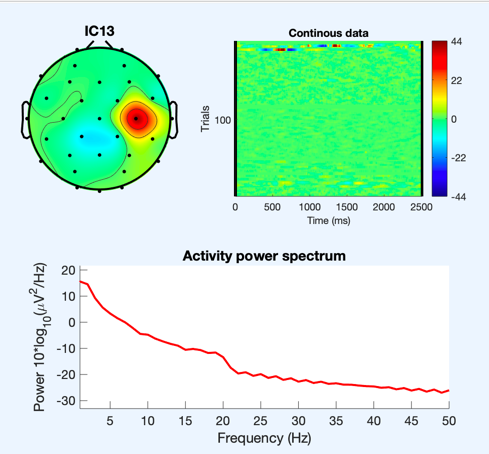 IC13
Continous data
Trials
100
44
22
0
-22
-44
0 500 1000 1500 2000 2500
Time (ms)
Activity power spectrum
Power 10*log10(μV2/Hz)
20
10
0
-10
-20
-30
5 10 15 20 25 30 35 40 45 50
Frequency (Hz)